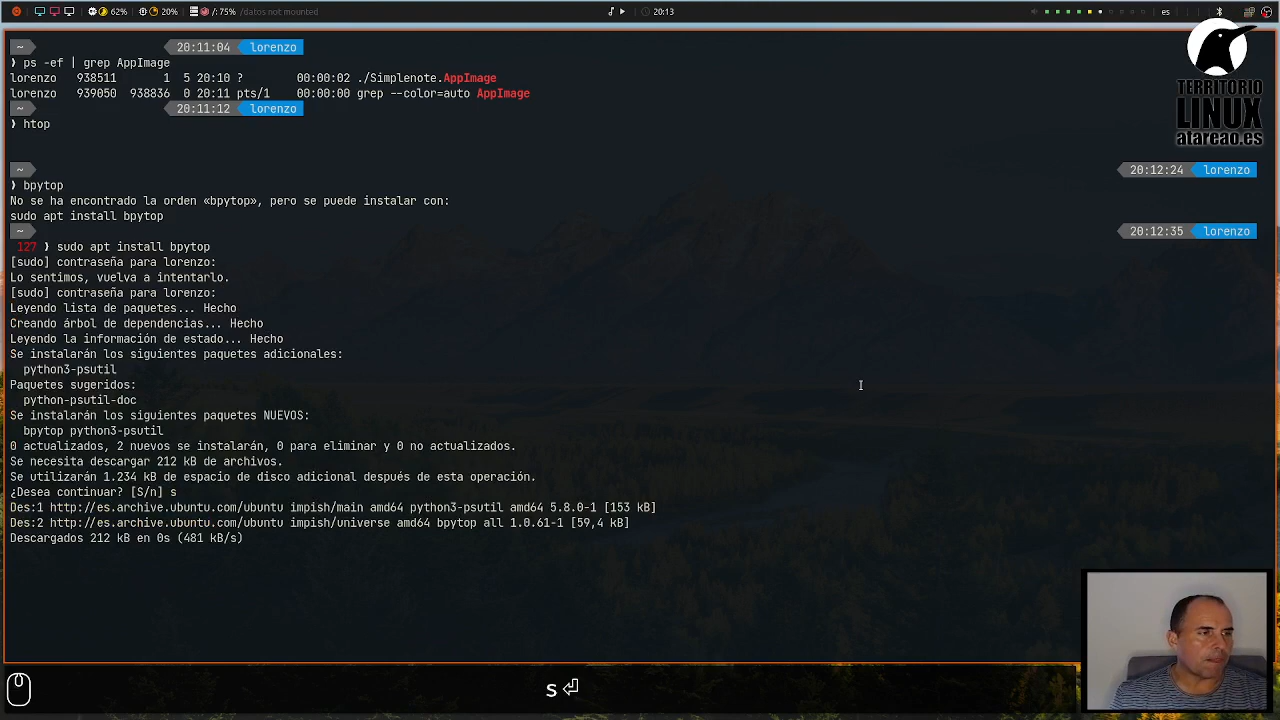 62% 20% /: 75% /datos not mounted 20:13 es
~ 20:11:04 lorenzo
❯ ps -ef | grep AppImage
lorenzo 938511 1 5 20:10 ? 00:00:02 ./Simplenote.AppImage
lorenzo 939050 938836 0 20:11 pts/1 00:00:00 grep --color=auto AppImage
~ 20:11:12 lorenzo
❯ htop
~ 20:12:24 lorenzo
❯ bpytop
No se ha encontrado la orden «bpytop», pero se puede instalar con:
sudo apt install bpytop
~ 20:12:35 lorenzo
127 ❯ sudo apt install bpytop
[sudo] contraseña para lorenzo:
Lo sentimos, vuelva a intentarlo.
[sudo] contraseña para lorenzo:
Leyendo lista de paquetes... Hecho
Creando árbol de dependencias... Hecho
Leyendo la información de estado... Hecho
Se instalarán los siguientes paquetes adicionales:
python3-psutil
Paquetes sugeridos:
python-psutil-doc
Se instalarán los siguientes paquetes NUEVOS:
bpytop python3-psutil
0 actualizados, 2 nuevos se instalarán, 0 para eliminar y 0 no actualizados.
Se necesita descargar 212 kB de archivos.
Se utilizarán 1.234 kB de espacio de disco adicional después de esta operación.
¿Desea continuar? [S/n] s
Des:1 http://es.archive.ubuntu.com/ubuntu impish/main amd64 python3-psutil amd64 5.8.0-1 [153 kB]
Des:2 http://es.archive.ubuntu.com/ubuntu impish/universe amd64 bpytop all 1.0.61-1 [59,4 kB]
Descargados 212 kB en 0s (481 kB/s)
TERRITORIO
LINUX
atareao.es
s ⏎